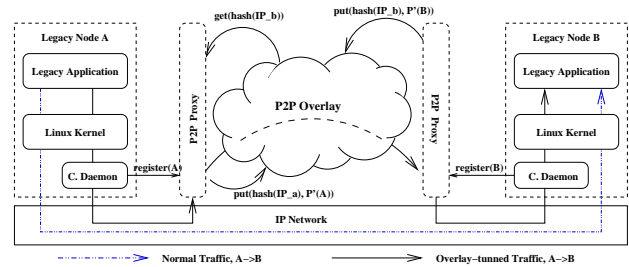 get(hash(IP_b))
put(hash(IP_b), P'(B))
Legacy Node A
Legacy Node B
Legacy Application
Legacy Application
P2P Proxy
P2P Overlay
P2P Proxy
Linux Kernel
Linux Kernel
C. Daemon
register(A)
register(B)
C. Daemon
put(hash(IP_a), P'(A))
IP Network
Normal Traffic, A->B
Overlay-tunned Traffic, A->B